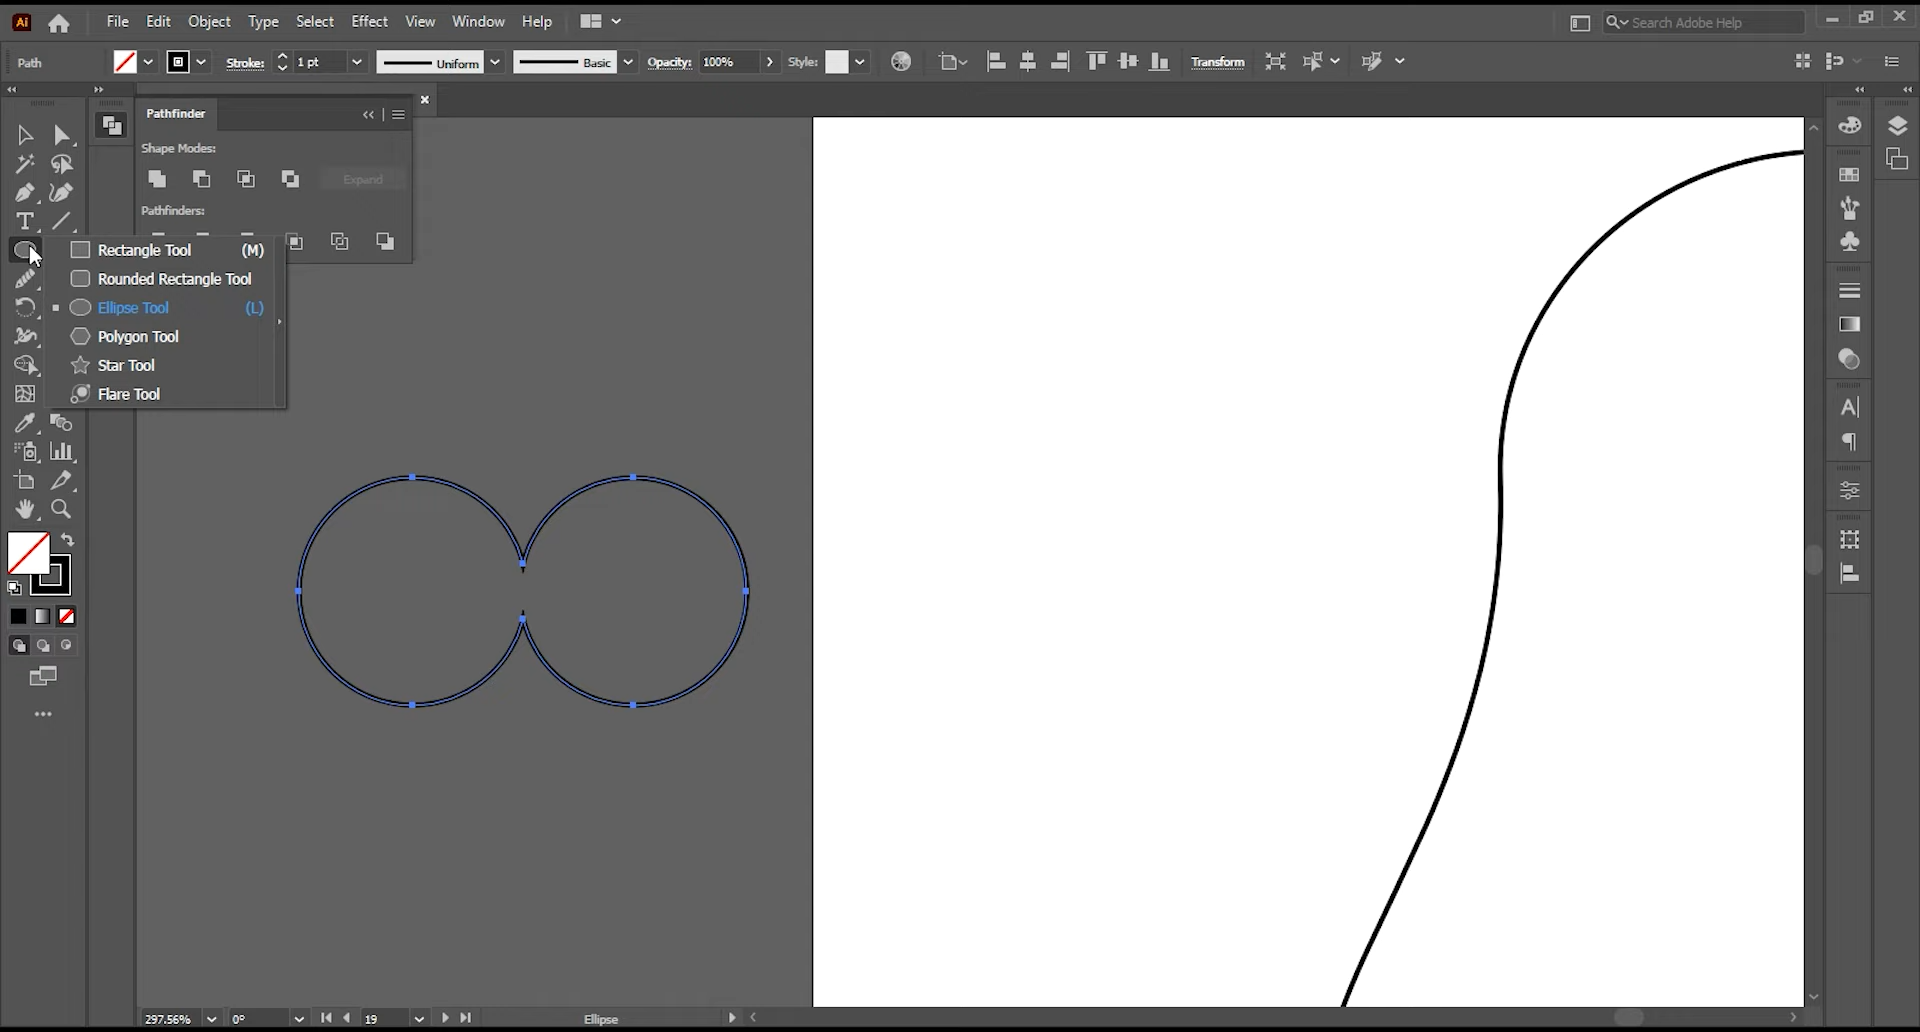 Ai File Edit Object Type Select Effect View Window Help Search Adobe Help
Path Stroke: 1 pt Uniform Basic Opacity: 100% Style: Transform
Pathfinder
Shape Modes:
Expand
Pathfinders:
Rectangle Tool (M)
Rounded Rectangle Tool
Ellipse Tool (L)
Polygon Tool
Star Tool
Flare Tool
297.56% 0° 19 Ellipse